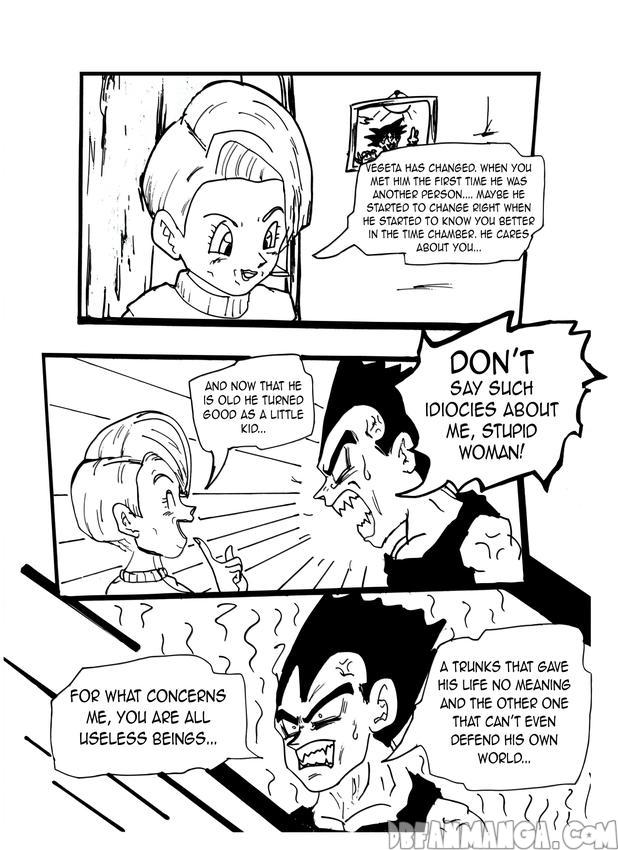 VEGETA HAS CHANGED. WHEN YOU
MET HIM THE FIRST TIME HE WAS
ANOTHER PERSON.... MAYBE HE
STARTED TO CHANGE RIGHT WHEN
HE STARTED TO KNOW YOU BETTER
IN THE TIME CHAMBER. HE CARES
ABOUT YOU...
AND NOW THAT HE
IS OLD HE TURNED
GOOD AS A LITTLE
KID...
DON'T
SAY SUCH
IDIOCIES ABOUT
ME, STUPID
WOMAN!
FOR WHAT CONCERNS
ME, YOU ARE ALL
USELESS BEINGS...
A TRUNKS THAT GAVE
HIS LIFE NO MEANING
AND THE OTHER ONE
THAT CAN'T EVEN
DEFEND HIS OWN
WORLD...
DBFANMANGA.COM